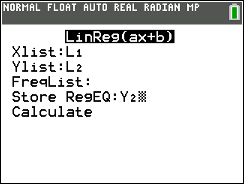 NORMAL FLOAT AUTO REAL RADIAN MP
LinReg(ax+b)
Xlist:L₁
Ylist:L₂
FreqList:
Store RegEQ:Y₂
Calculate